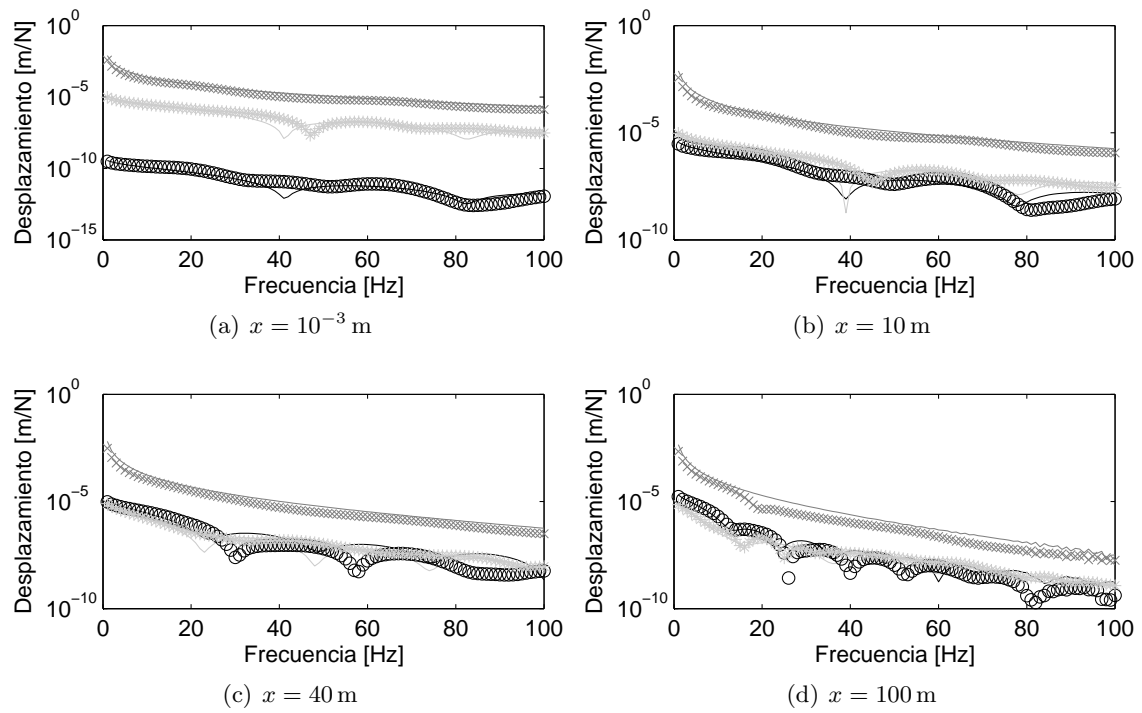 Desplazamiento [m/N]
10^0
10^-5
10^-10
10^-15
0 20 40 60 80 100
Frecuencia [Hz]
(a) x = 10^-3 m
Desplazamiento [m/N]
10^0
10^-5
10^-10
0 20 40 60 80 100
Frecuencia [Hz]
(b) x = 10 m
Desplazamiento [m/N]
10^0
10^-5
10^-10
0 20 40 60 80 100
Frecuencia [Hz]
(c) x = 40 m
Desplazamiento [m/N]
10^0
10^-5
10^-10
0 20 40 60 80 100
Frecuencia [Hz]
(d) x = 100 m